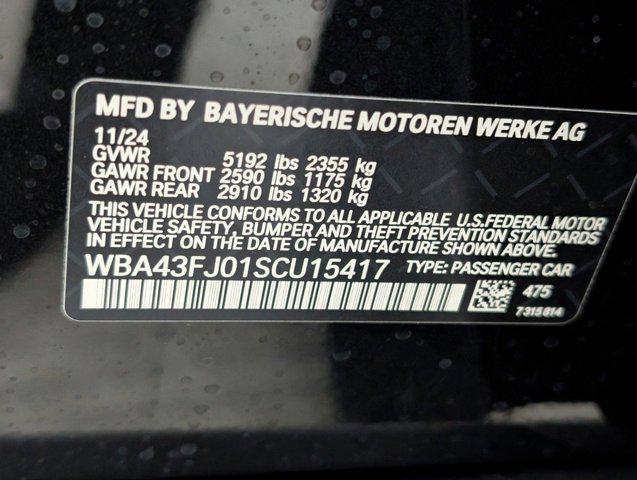 MFD BY BAYERISCHE MOTOREN WERKE AG
11/24
GVWR 5192 lbs 2355 kg
GAWR FRONT 2590 lbs 1175 kg
GAWR REAR 2910 lbs 1320 kg
THIS VEHICLE CONFORMS TO ALL APPLICABLE U.S.FEDERAL MOTOR
VEHICLE SAFETY, BUMPER AND THEFT PREVENTION STANDARDS
IN EFFECT ON THE DATE OF MANUFACTURE SHOWN ABOVE.
WBA43FJ01SCU15417 TYPE: PASSENGER CAR
475
7315814